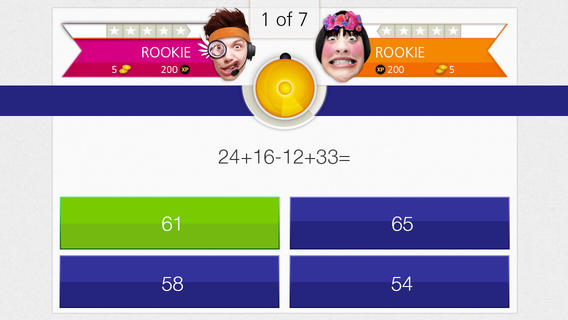 1 of 7
ROOKIE
ROOKIE
5 200 XP
XP 200 5
24+16-12+33=
61 65
58 54